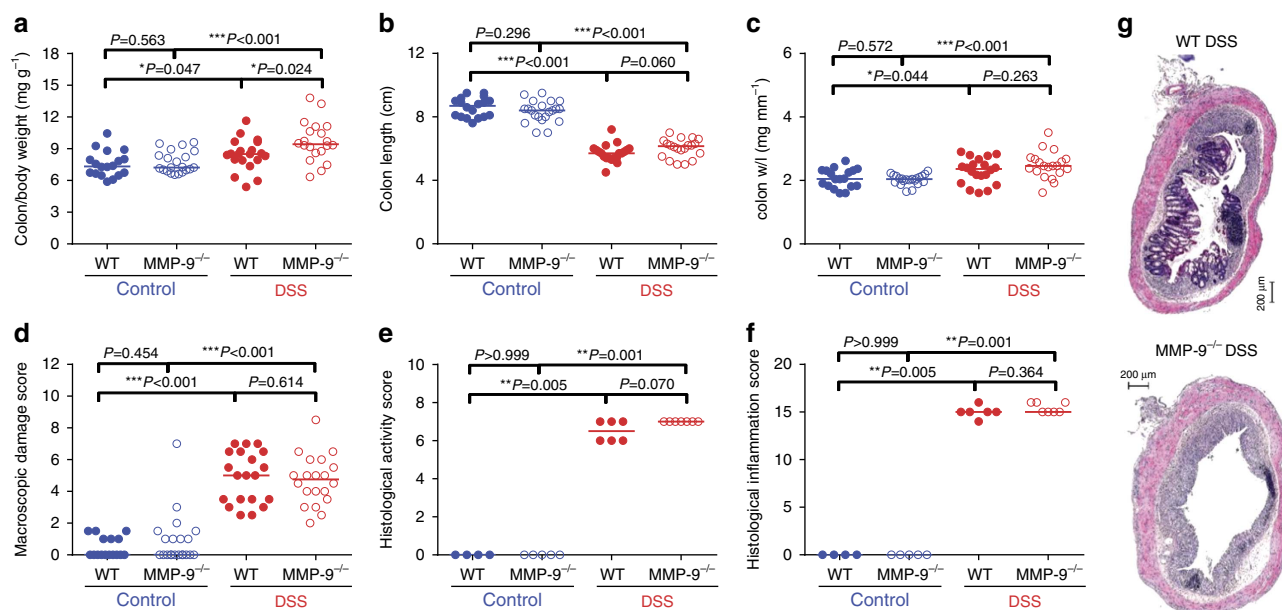 a
P=0.563
***P<0.001
*P=0.047
*P=0.024
Colon/body weight (mg g⁻¹)
18
15
12
9
6
3
0
WT
MMP-9⁻/⁻
WT
MMP-9⁻/⁻
Control
DSS
b
P=0.296
***P<0.001
***P<0.001
P=0.060
Colon length (cm)
12
10
8
6
4
2
0
WT
MMP-9⁻/⁻
WT
MMP-9⁻/⁻
Control
DSS
c
P=0.572
***P<0.001
*P=0.044
P=0.263
colon w/l (mg mm⁻¹)
6
4
2
0
WT
MMP-9⁻/⁻
WT
MMP-9⁻/⁻
Control
DSS
d
P=0.454
***P<0.001
***P<0.001
P=0.614
Macroscopic damage score
12
10
8
6
4
2
0
WT
MMP-9⁻/⁻
WT
MMP-9⁻/⁻
Control
DSS
e
P>0.999
**P=0.001
**P=0.005
P=0.070
Histological activity score
10
8
6
4
2
0
WT
MMP-9⁻/⁻
WT
MMP-9⁻/⁻
Control
DSS
f
P>0.999
**P=0.001
**P=0.005
P=0.364
Histological inflammation score
20
15
10
5
0
WT
MMP-9⁻/⁻
WT
MMP-9⁻/⁻
Control
DSS
g
WT DSS
200 µm
MMP-9⁻/⁻ DSS
200 µm